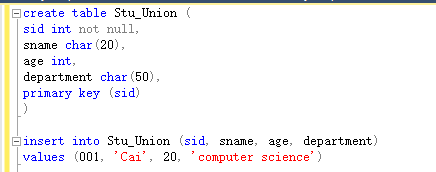 create table Stu_Union (
sid int not null,
sname char(20),
age int,
department char(50),
primary key (sid)
)
insert into Stu_Union (sid, sname, age, department)
values (001, 'Cai', 20, 'computer science')